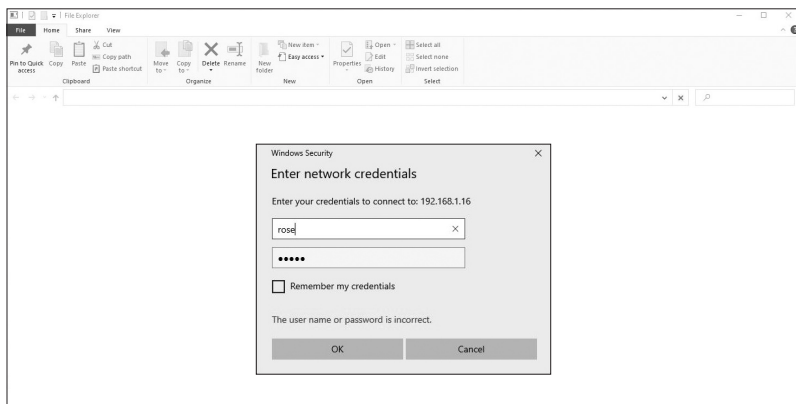 File Explorer
File Home Share View
Pin to Quick access
Copy
Paste
Cut
Copy path
Paste shortcut
Clipboard
Move to
Copy to
Delete
Rename
Organize
New folder
New item
Easy access
New
Properties
Open
Edit
History
Open
Select all
Select none
Invert selection
Select
Windows Security
Enter network credentials
Enter your credentials to connect to: 192.168.1.16
rose
•••••
Remember my credentials
The user name or password is incorrect.
OK Cancel